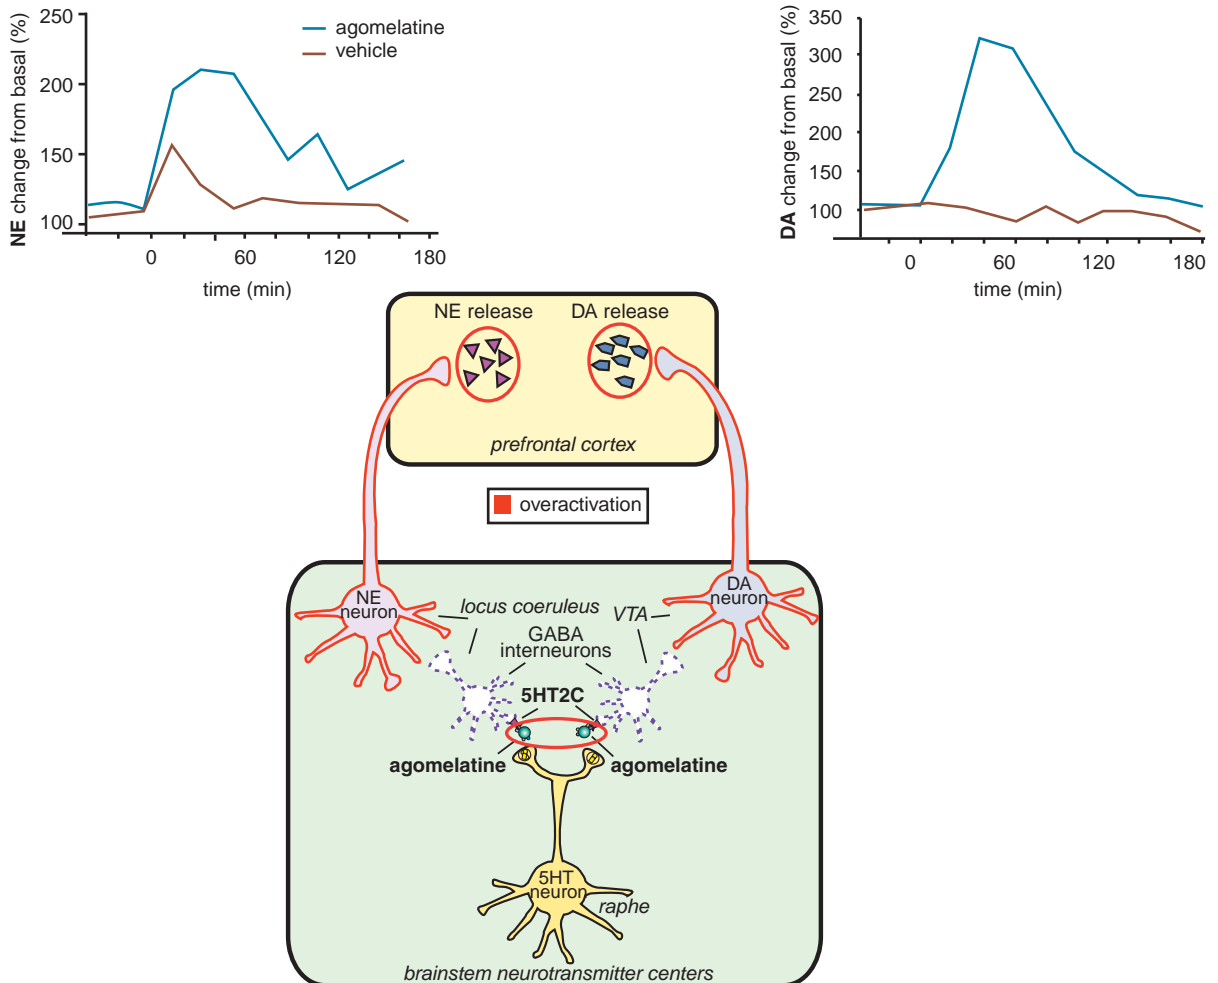 NE change from basal (%)
250
200
150
100
agomelatine
vehicle
0
60
120
180
time (min)
DA change from basal (%)
350
300
250
200
150
100
0
60
120
180
time (min)
NE release
DA release
prefrontal cortex
overactivation
NE
neuron
locus coeruleus
VTA
DA
neuron
GABA
interneurons
5HT2C
agomelatine
agomelatine
5HT
neuron
raphe
brainstem neurotransmitter centers